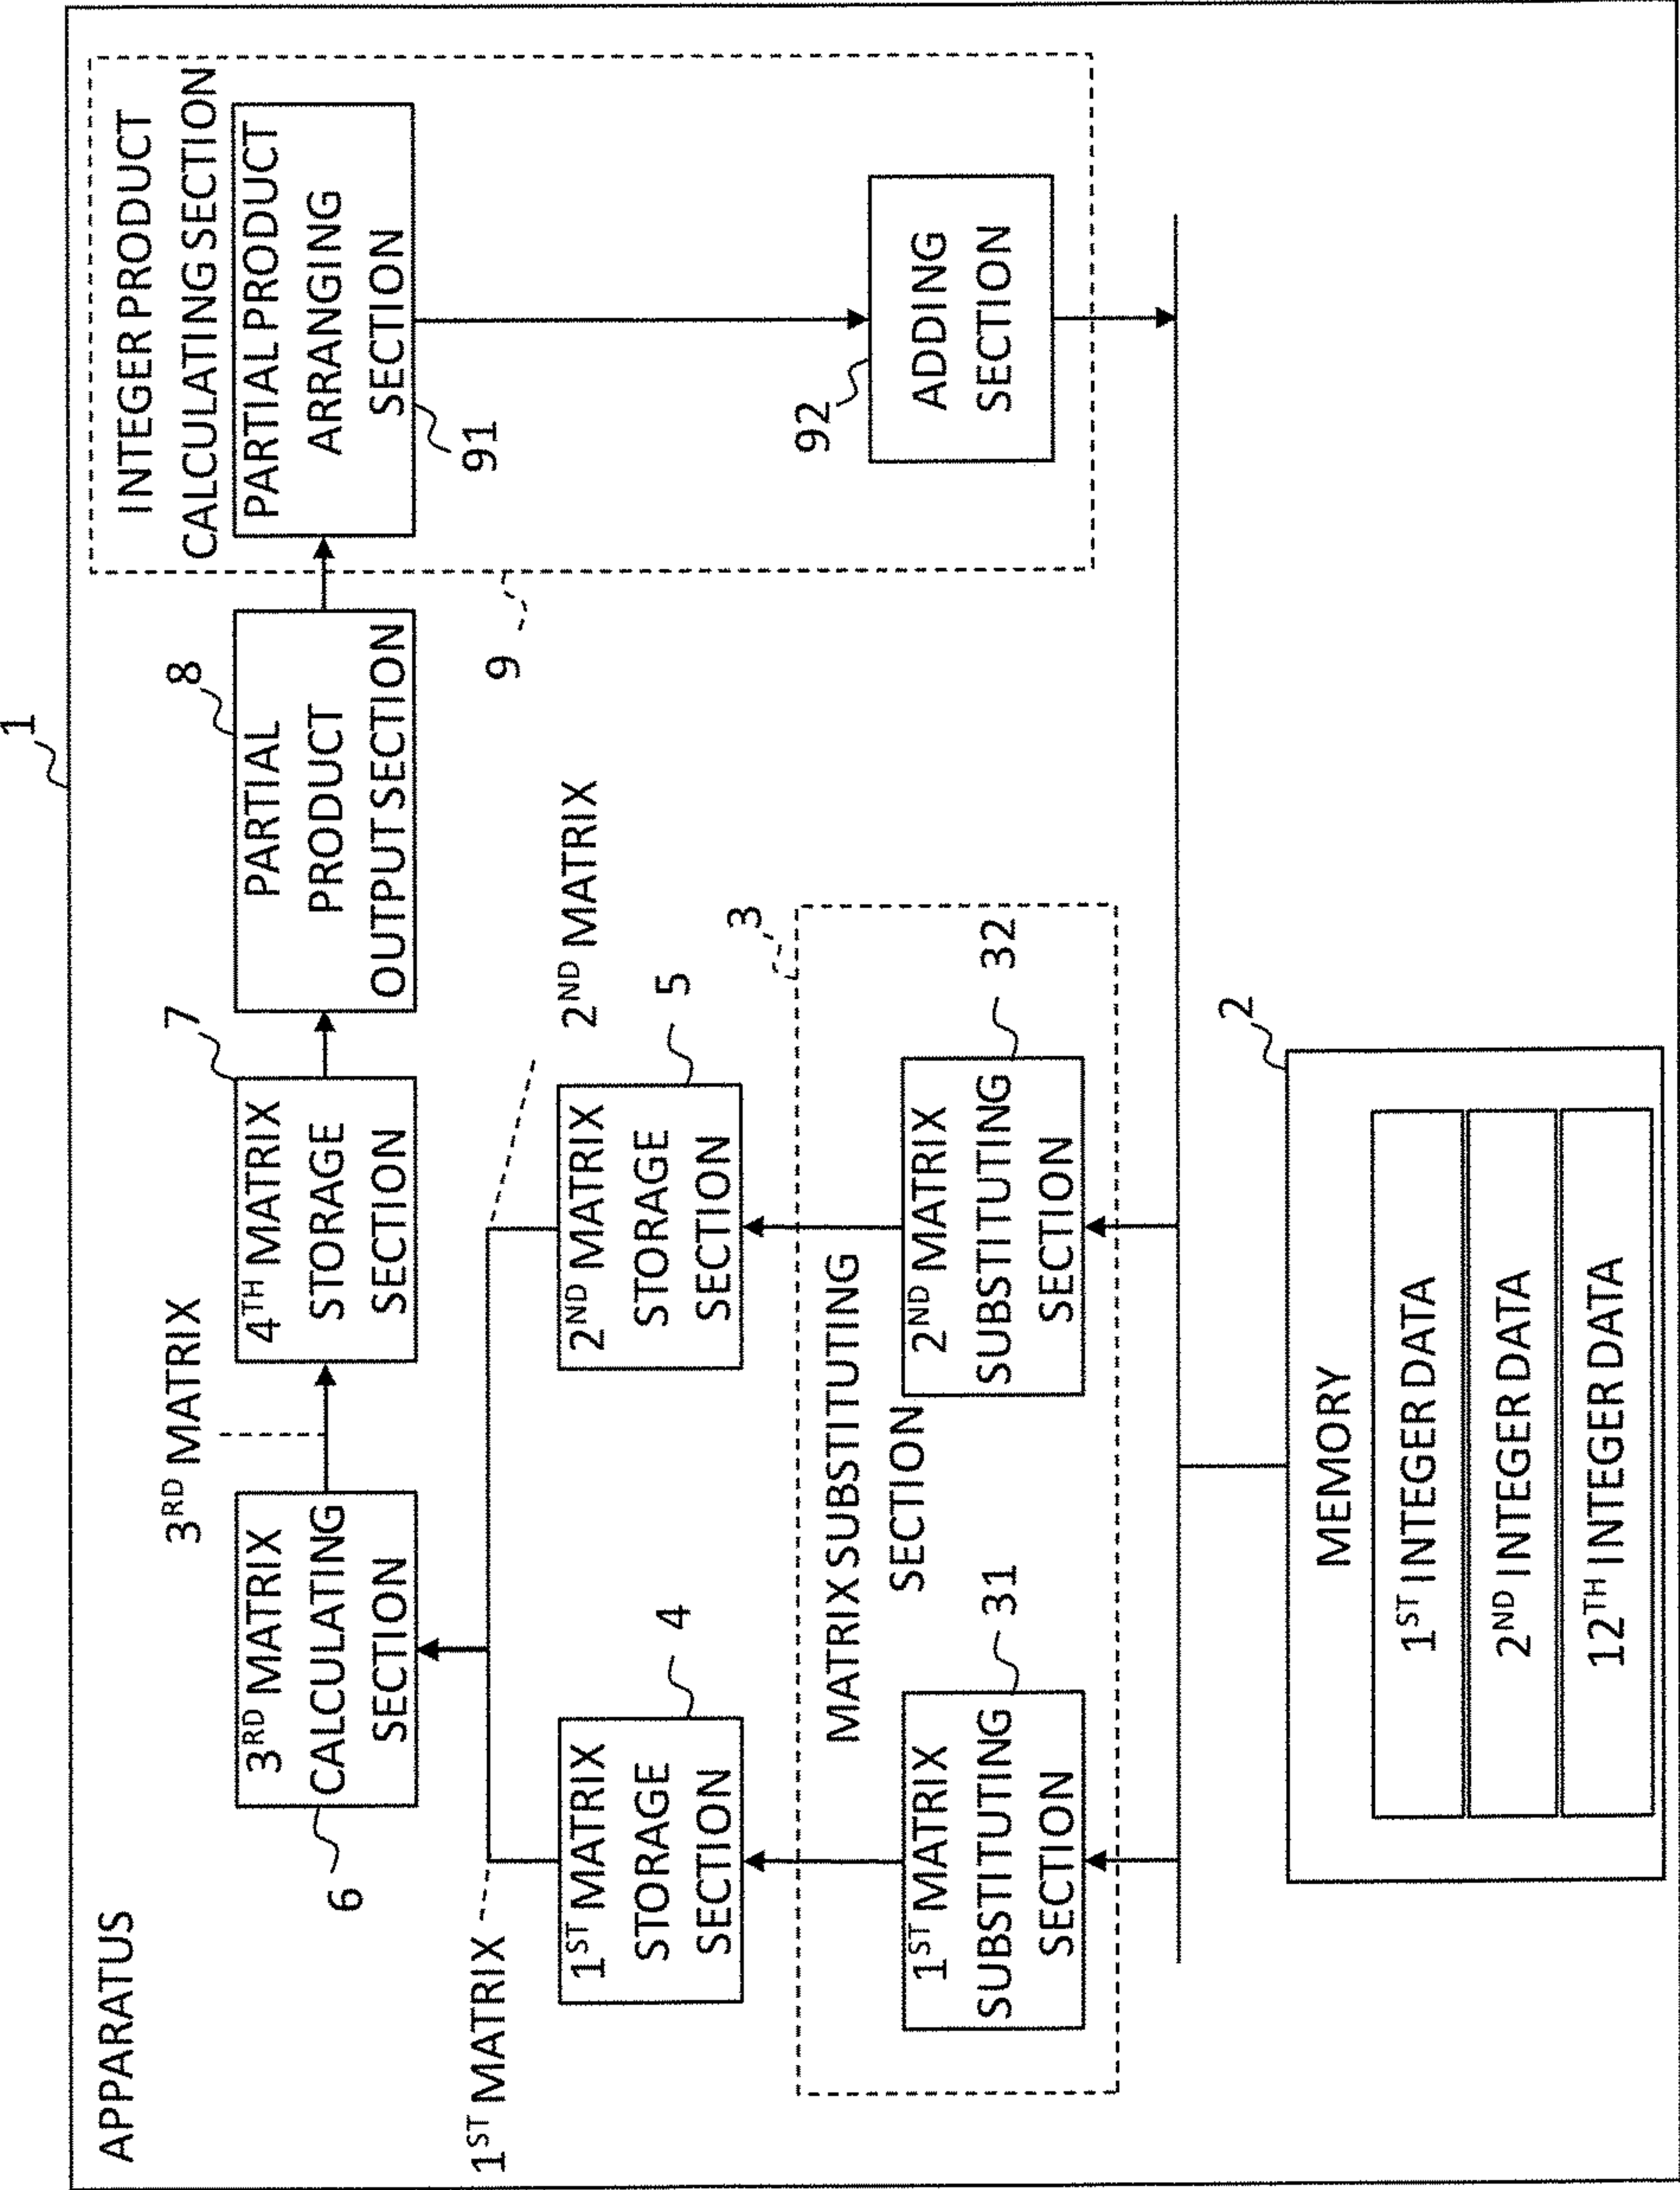 1
APPARATUS
3RD MATRIX
6
3RD MATRIX
CALCULATING
SECTION
7
4TH MATRIX
STORAGE
SECTION
8
PARTIAL
PRODUCT
OUTPUT SECTION
9
INTEGER PRODUCT
CALCULATING SECTION
PARTIAL PRODUCT
ARRANGING
SECTION
91
1ST MATRIX
2ND MATRIX
4
1ST MATRIX
STORAGE
SECTION
5
2ND MATRIX
STORAGE
SECTION
3
MATRIX SUBSTITUTING
SECTION
31
1ST MATRIX
SUBSTITUTING
SECTION
32
2ND MATRIX
SUBSTITUTING
SECTION
92
ADDING
SECTION
2
MEMORY
1ST INTEGER DATA
2ND INTEGER DATA
12TH INTEGER DATA